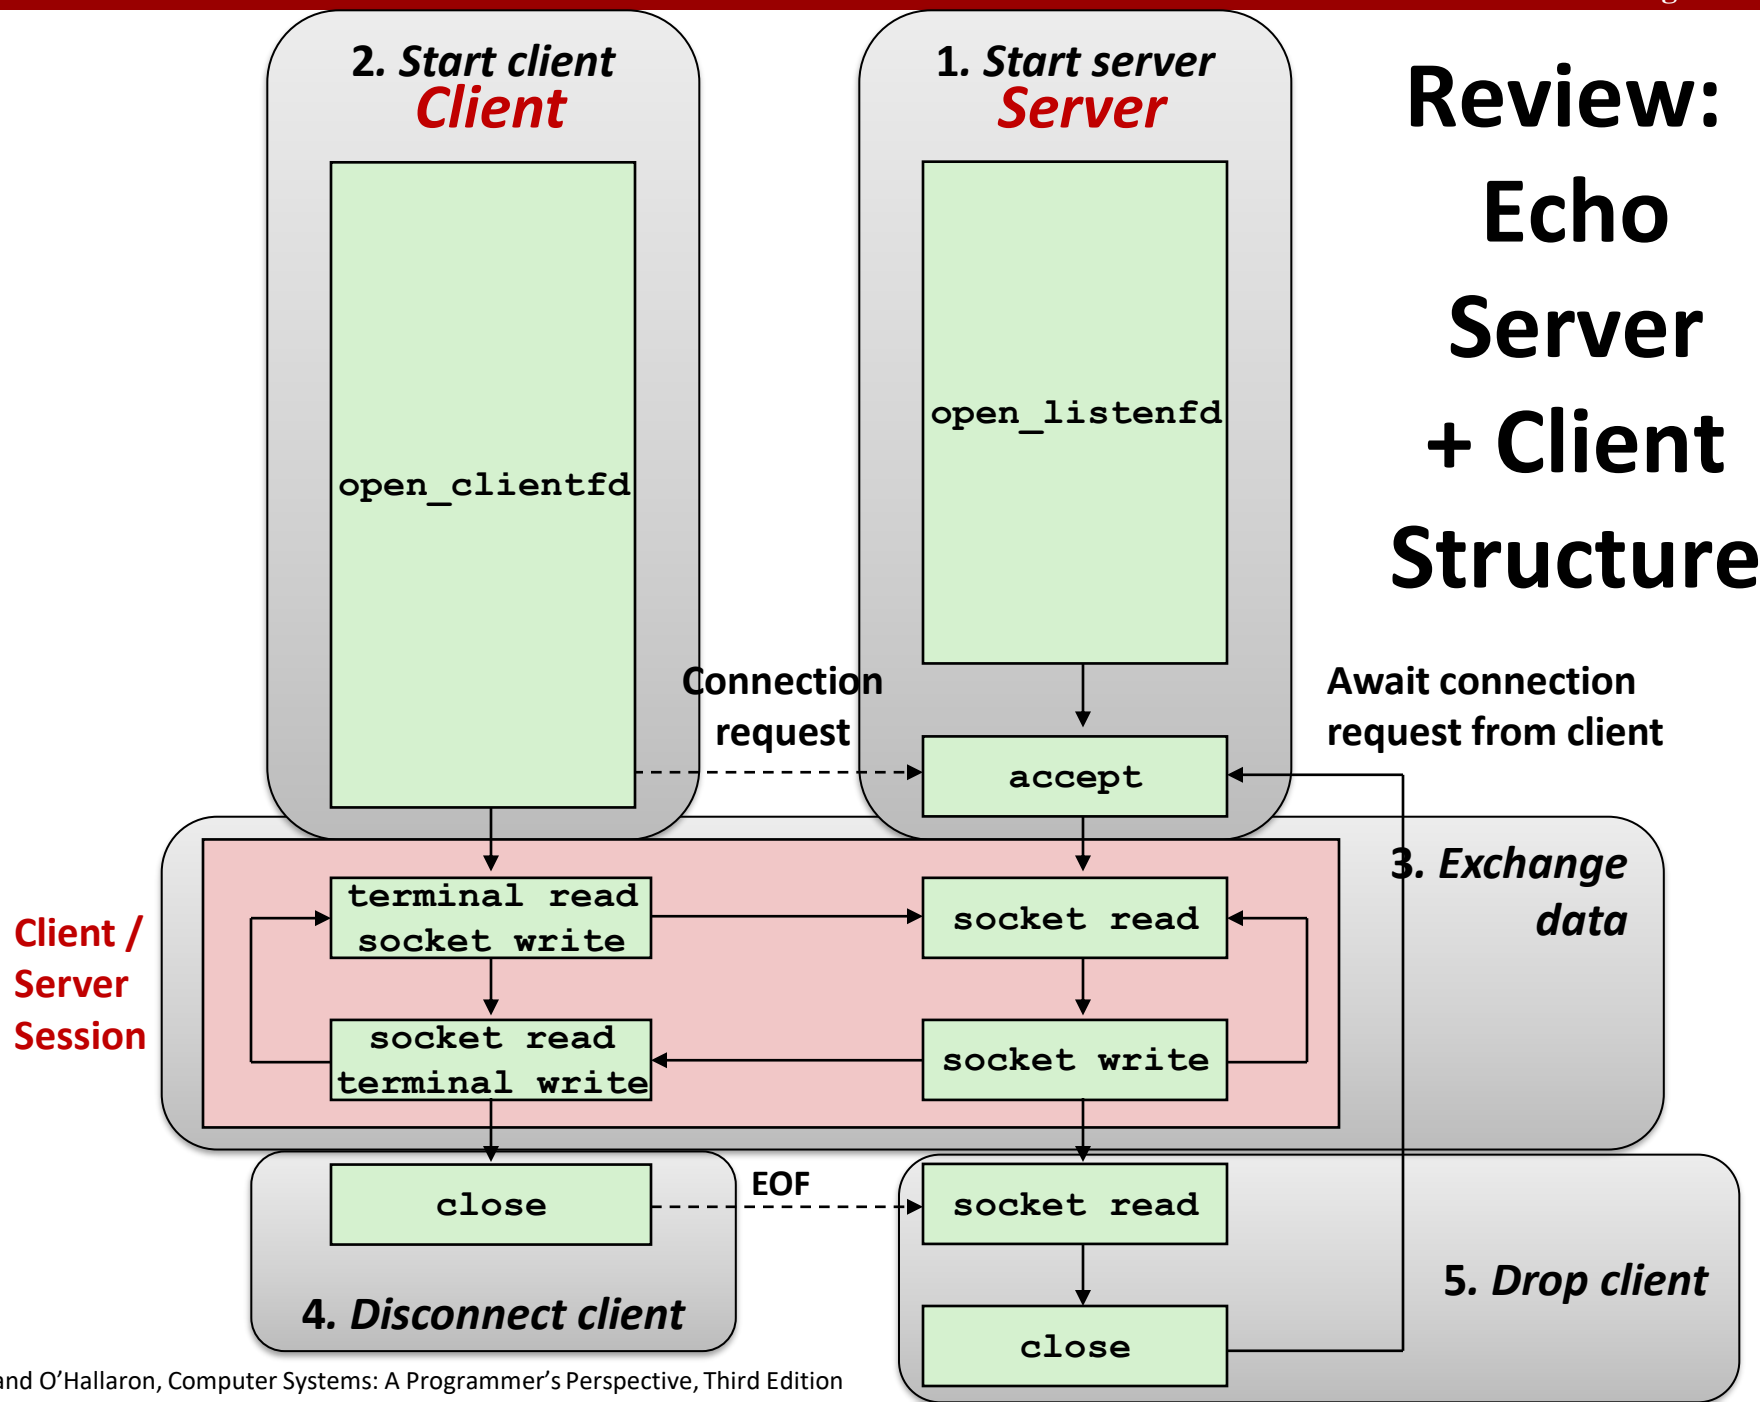 2. Start client
Client
1. Start server
Server
Review:
Echo
Server
+ Client
Structure
open_listenfd
open_clientfd
Connection
request
Await connection
request from client
accept
3. Exchange
data
Client /
Server
Session
terminal read
socket write
socket read
socket read
terminal write
socket write
close
EOF
socket read
4. Disconnect client
5. Drop client
close
and O’Hallaron, Computer Systems: A Programmer’s Perspective, Third Edition